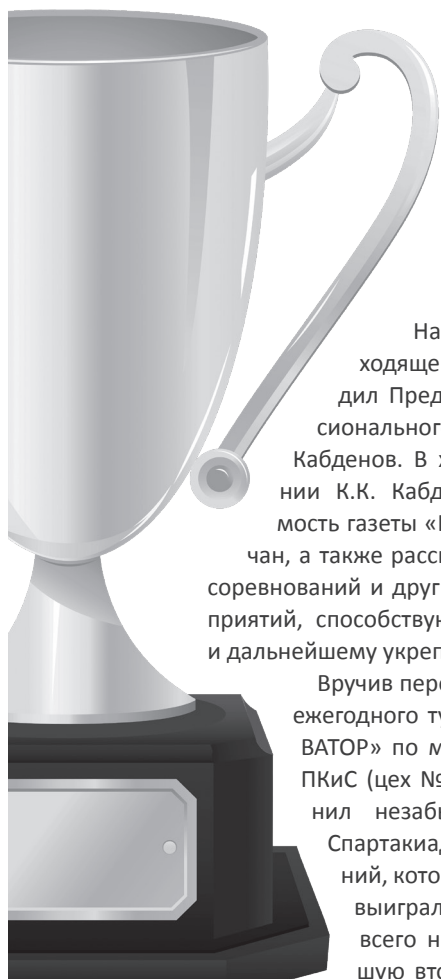 На
ходяще
дил Пред
сионального
Кабденов. В х
нии К.К. Кабд
мость газеты «
чан, а также расс
соревнований и друг
приятий, способствую
и дальнейшему укреп
Вручив пере
ежегодного ту
ВАТОР» по м
ПКиС (цех №
нил незаб
Спартакиад
ний, кото
выиграл
всего н
шую вто